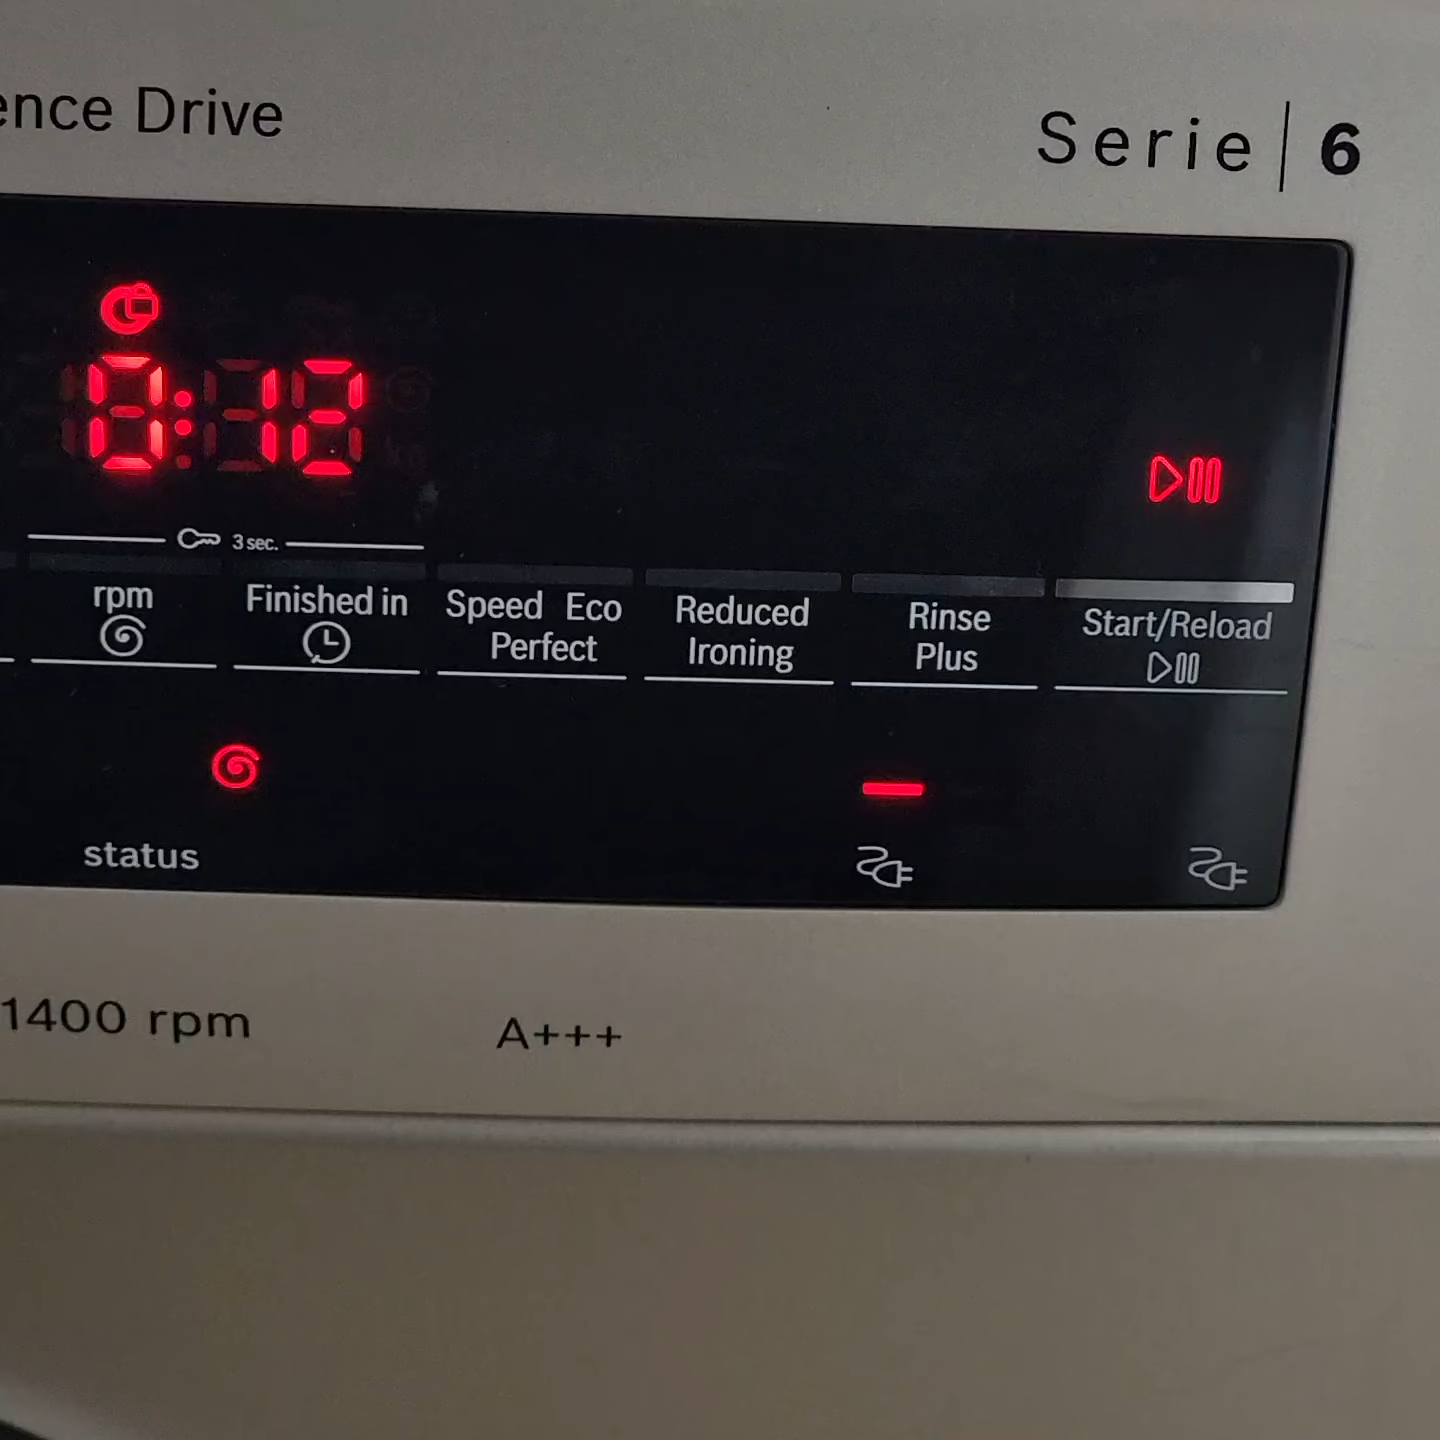 ence Drive
Serie | 6
0:12
3 sec.
rpm
Finished in
Speed Eco
Perfect
Reduced
Ironing
Rinse
Plus
Start/Reload
status
1400 rpm
A+++